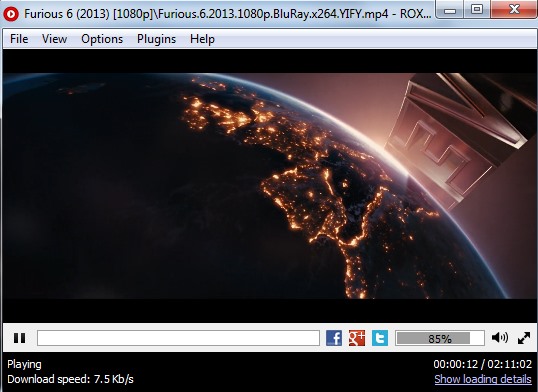 Furious 6 (2013) [1080p]\Furious.6.2013.1080p.BluRay.x264.YIFY.mp4 - ROX...
File View Options Plugins Help
85%
Playing 00:00:12 / 02:11:02
Download speed: 7.5 Kb/s Show loading details